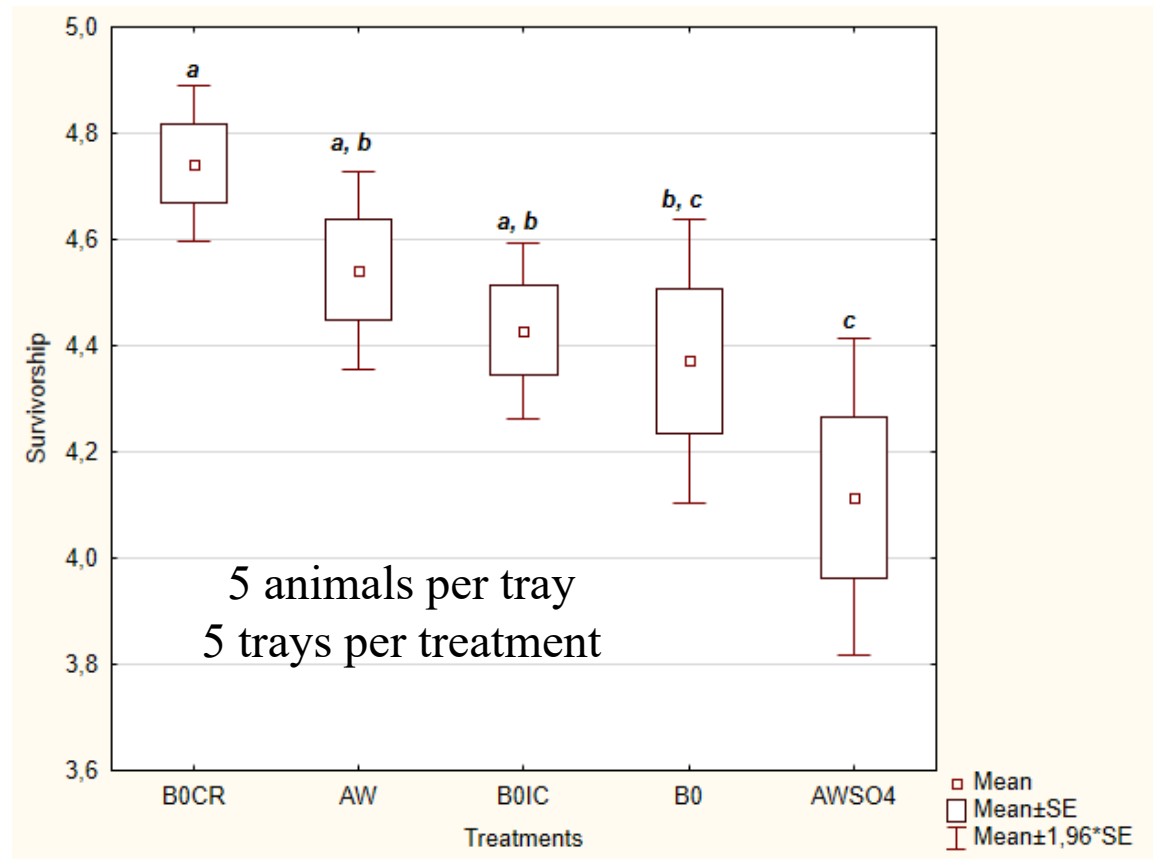 5,0
4,8
4,6
4,4
4,2
4,0
3,8
3,6
Survivorship
a
a, b
a, b
b, c
c
5 animals per tray
5 trays per treatment
B0CR AW B0IC B0 AWSO4
Treatments
Mean
Mean±SE
Mean±1,96*SE